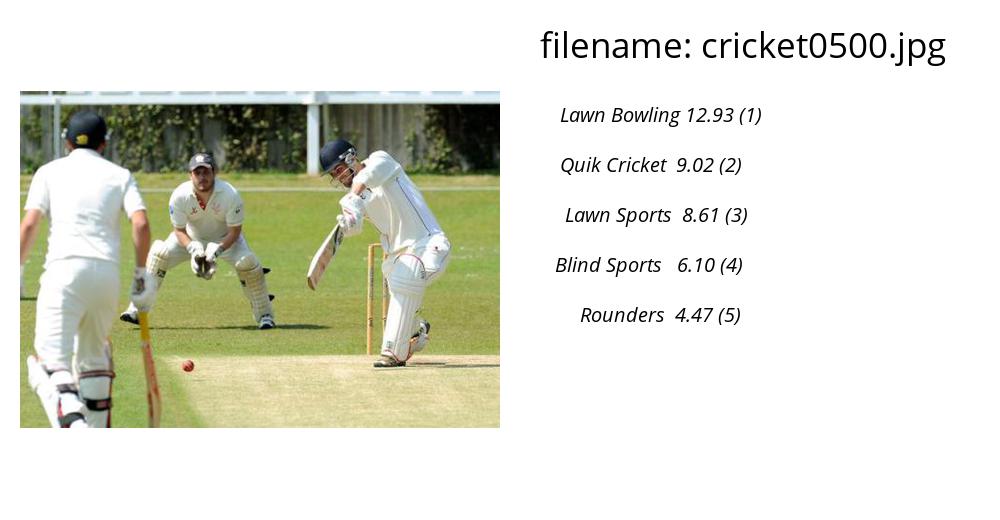 filename: cricket0500.jpg
Lawn Bowling 12.93 (1)
Quik Cricket 9.02 (2)
Lawn Sports 8.61 (3)
Blind Sports 6.10 (4)
Rounders 4.47 (5)